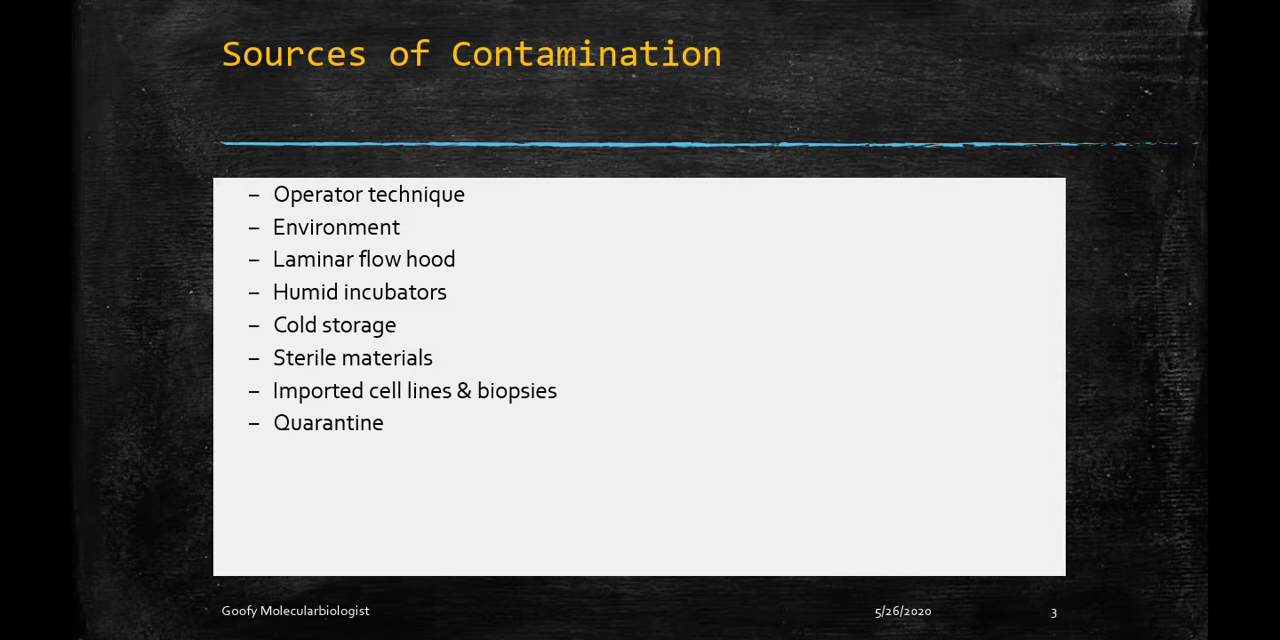 Sources of Contamination
– Operator technique
– Environment
– Laminar flow hood
– Humid incubators
– Cold storage
– Sterile materials
– Imported cell lines & biopsies
– Quarantine
Goofy Molecularbiologist
5/26/2020
3